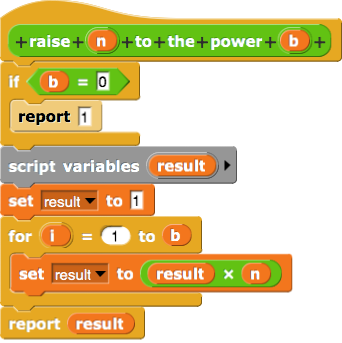 +raise + n + to + the + power + b +
if b = 0
report 1
script variables result
set result to 1
for i = 1 to b
set result to result × n
report result